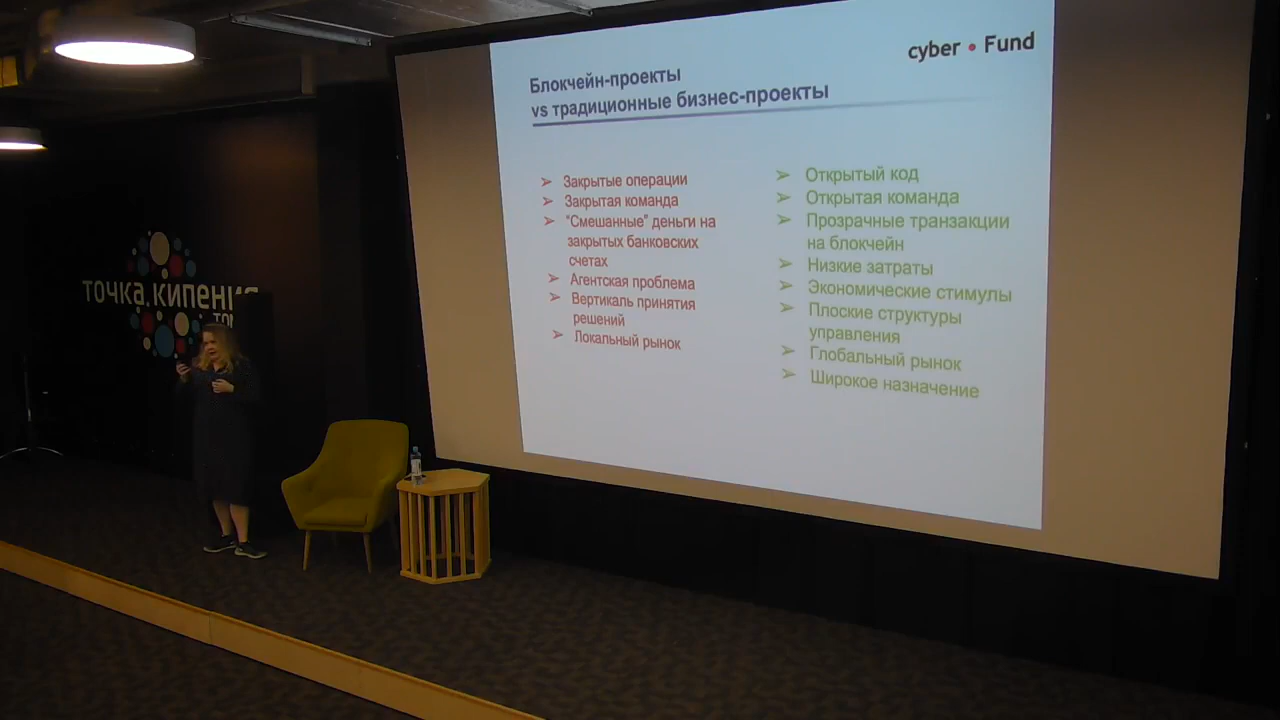 cyber • Fund
Блокчейн-проекты
vs традиционные бизнес-проекты
➢ Закрытые операции
➢ Закрытая команда
➢ “Смешанные” деньги на
закрытых банковских
счетах
➢ Агентская проблема
➢ Вертикаль принятия
решений
➢ Локальный рынок
➢ Открытый код
➢ Открытая команда
➢ Прозрачные транзакции
на блокчейн
➢ Низкие затраты
➢ Экономические стимулы
➢ Плоские структуры
управления
➢ Глобальный рынок
➢ Широкое назначение
точка кипения